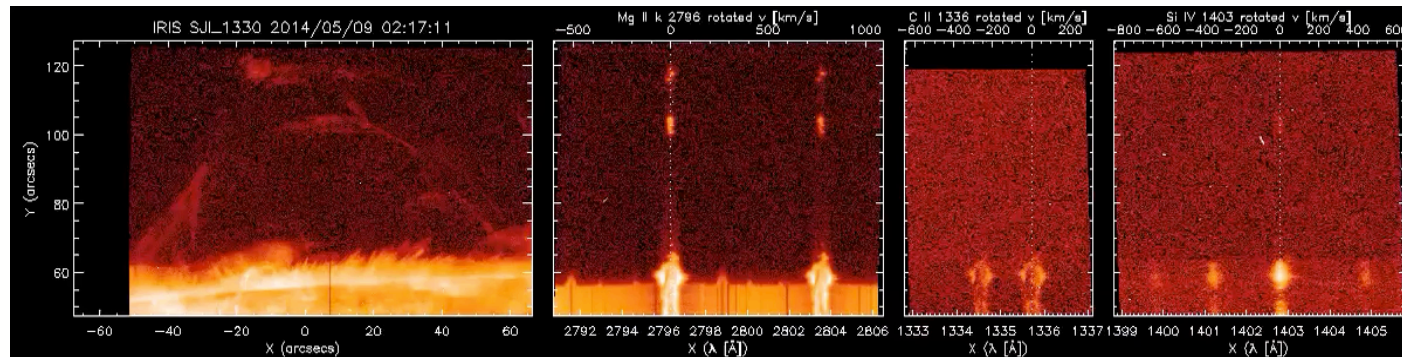 IRIS SJI_1330 2014/05/09 02:17:11
Y (arcsecs)
120
100
80
60
−60 −40 −20 0 20 40 60
X (arcsecs)
Mg II k 2796 rotated v [km/s]
−500 0 500 1000
2792 2794 2796 2798 2800 2802 2804 2806
X (λ [Å])
C II 1336 rotated v [km/s]
−600 −400 −200 0 200
1333 1334 1335 1336 1337
X (λ [Å])
Si IV 1403 rotated v [km/s]
−800 −600 −400 −200 0 200 400 600
1399 1400 1401 1402 1403 1404 1405
X (λ [Å])